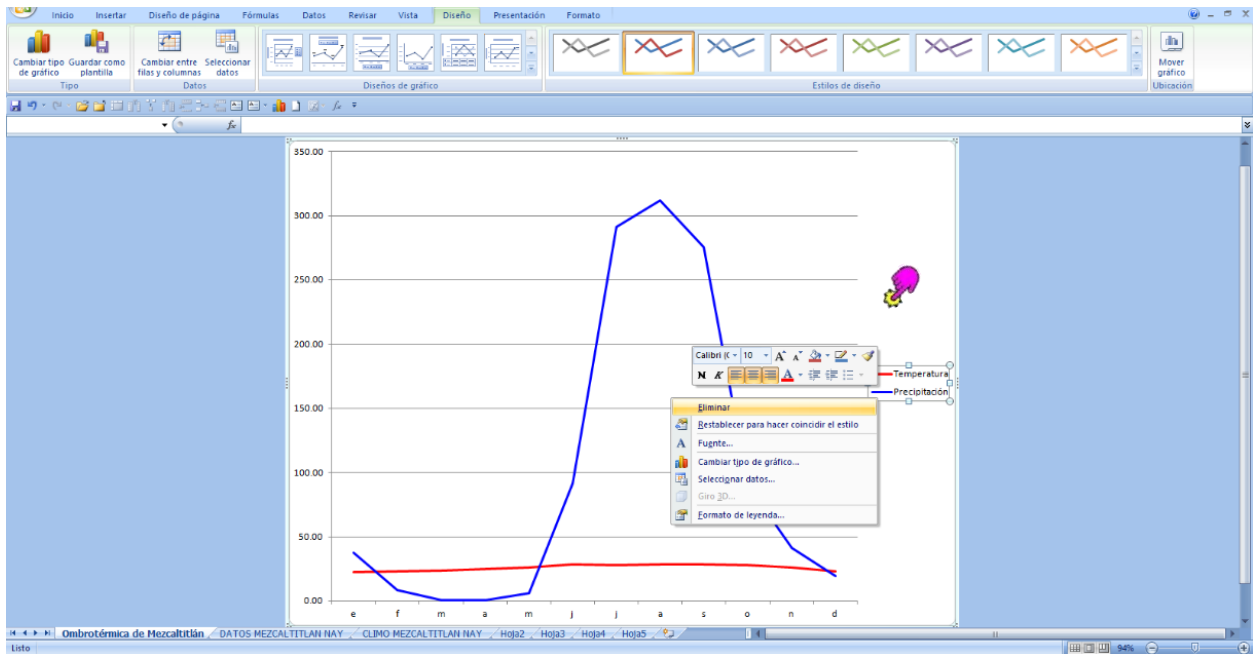 Inicio Insertar Diseño de página Fórmulas Datos Revisar Vista Diseño Presentación Formato
Cambiar tipo de gráfico
Guardar como plantilla
Cambiar entre filas y columnas
Seleccionar datos
Mover gráfico
Tipo Datos Diseños de gráfico Estilos de diseño Ubicación
fx
350.00
300.00
250.00
200.00
150.00
100.00
50.00
0.00
e f m a m j j a s o n d
Calibri (C 10 A A
N K A
Temperatura
Precipitación
Eliminar
Restablecer para hacer coincidir el estilo
Fuente...
Cambiar tipo de gráfico...
Seleccionar datos...
Giro 3D...
Formato de leyenda...
Ombrotérmica de Mezcaltitlán DATOS MEZCALTITLAN NAY CLIMO MEZCALTITLAN NAY Hoja2 Hoja3 Hoja4 Hoja5
Listo 94%